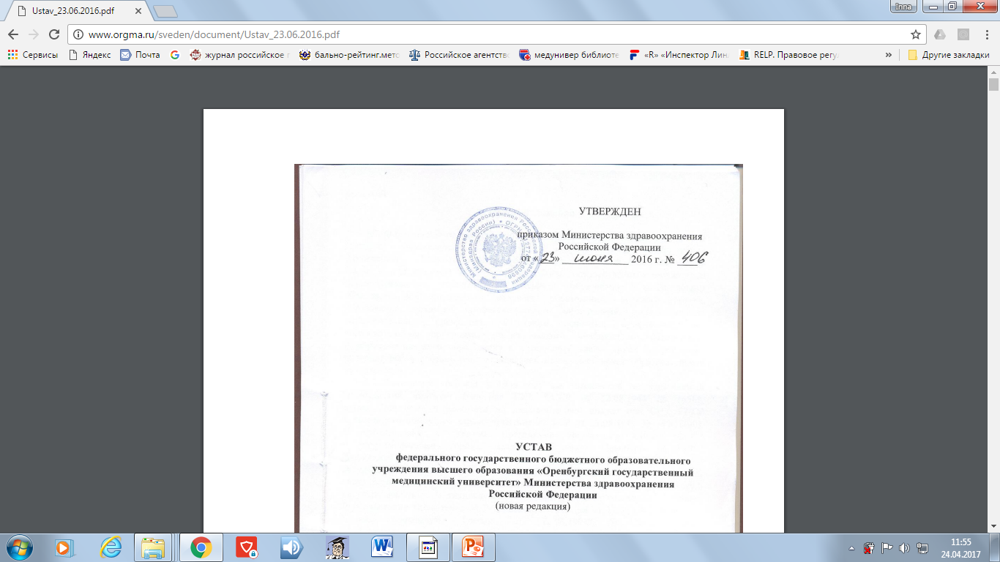 Ustav_23.06.2016.pdf
Inna
www.orgma.ru/sveden/document/Ustav_23.06.2016.pdf
Сервисы Яндекс Почта журнал российское г бально-рейтинг.мето Российское агентств медунивер библиоте «R» «Инспектор Лин RELP. Правовое регу » Другие закладки
УТВЕРЖДЕН
приказом Министерства здравоохранения
Российской Федерации
от «23» июня 2016 г. № 406
УСТАВ
федерального государственного бюджетного образовательного
учреждения высшего образования «Оренбургский государственный
медицинский университет» Министерства здравоохранения
Российской Федерации
(новая редакция)
11:55
24.04.2017